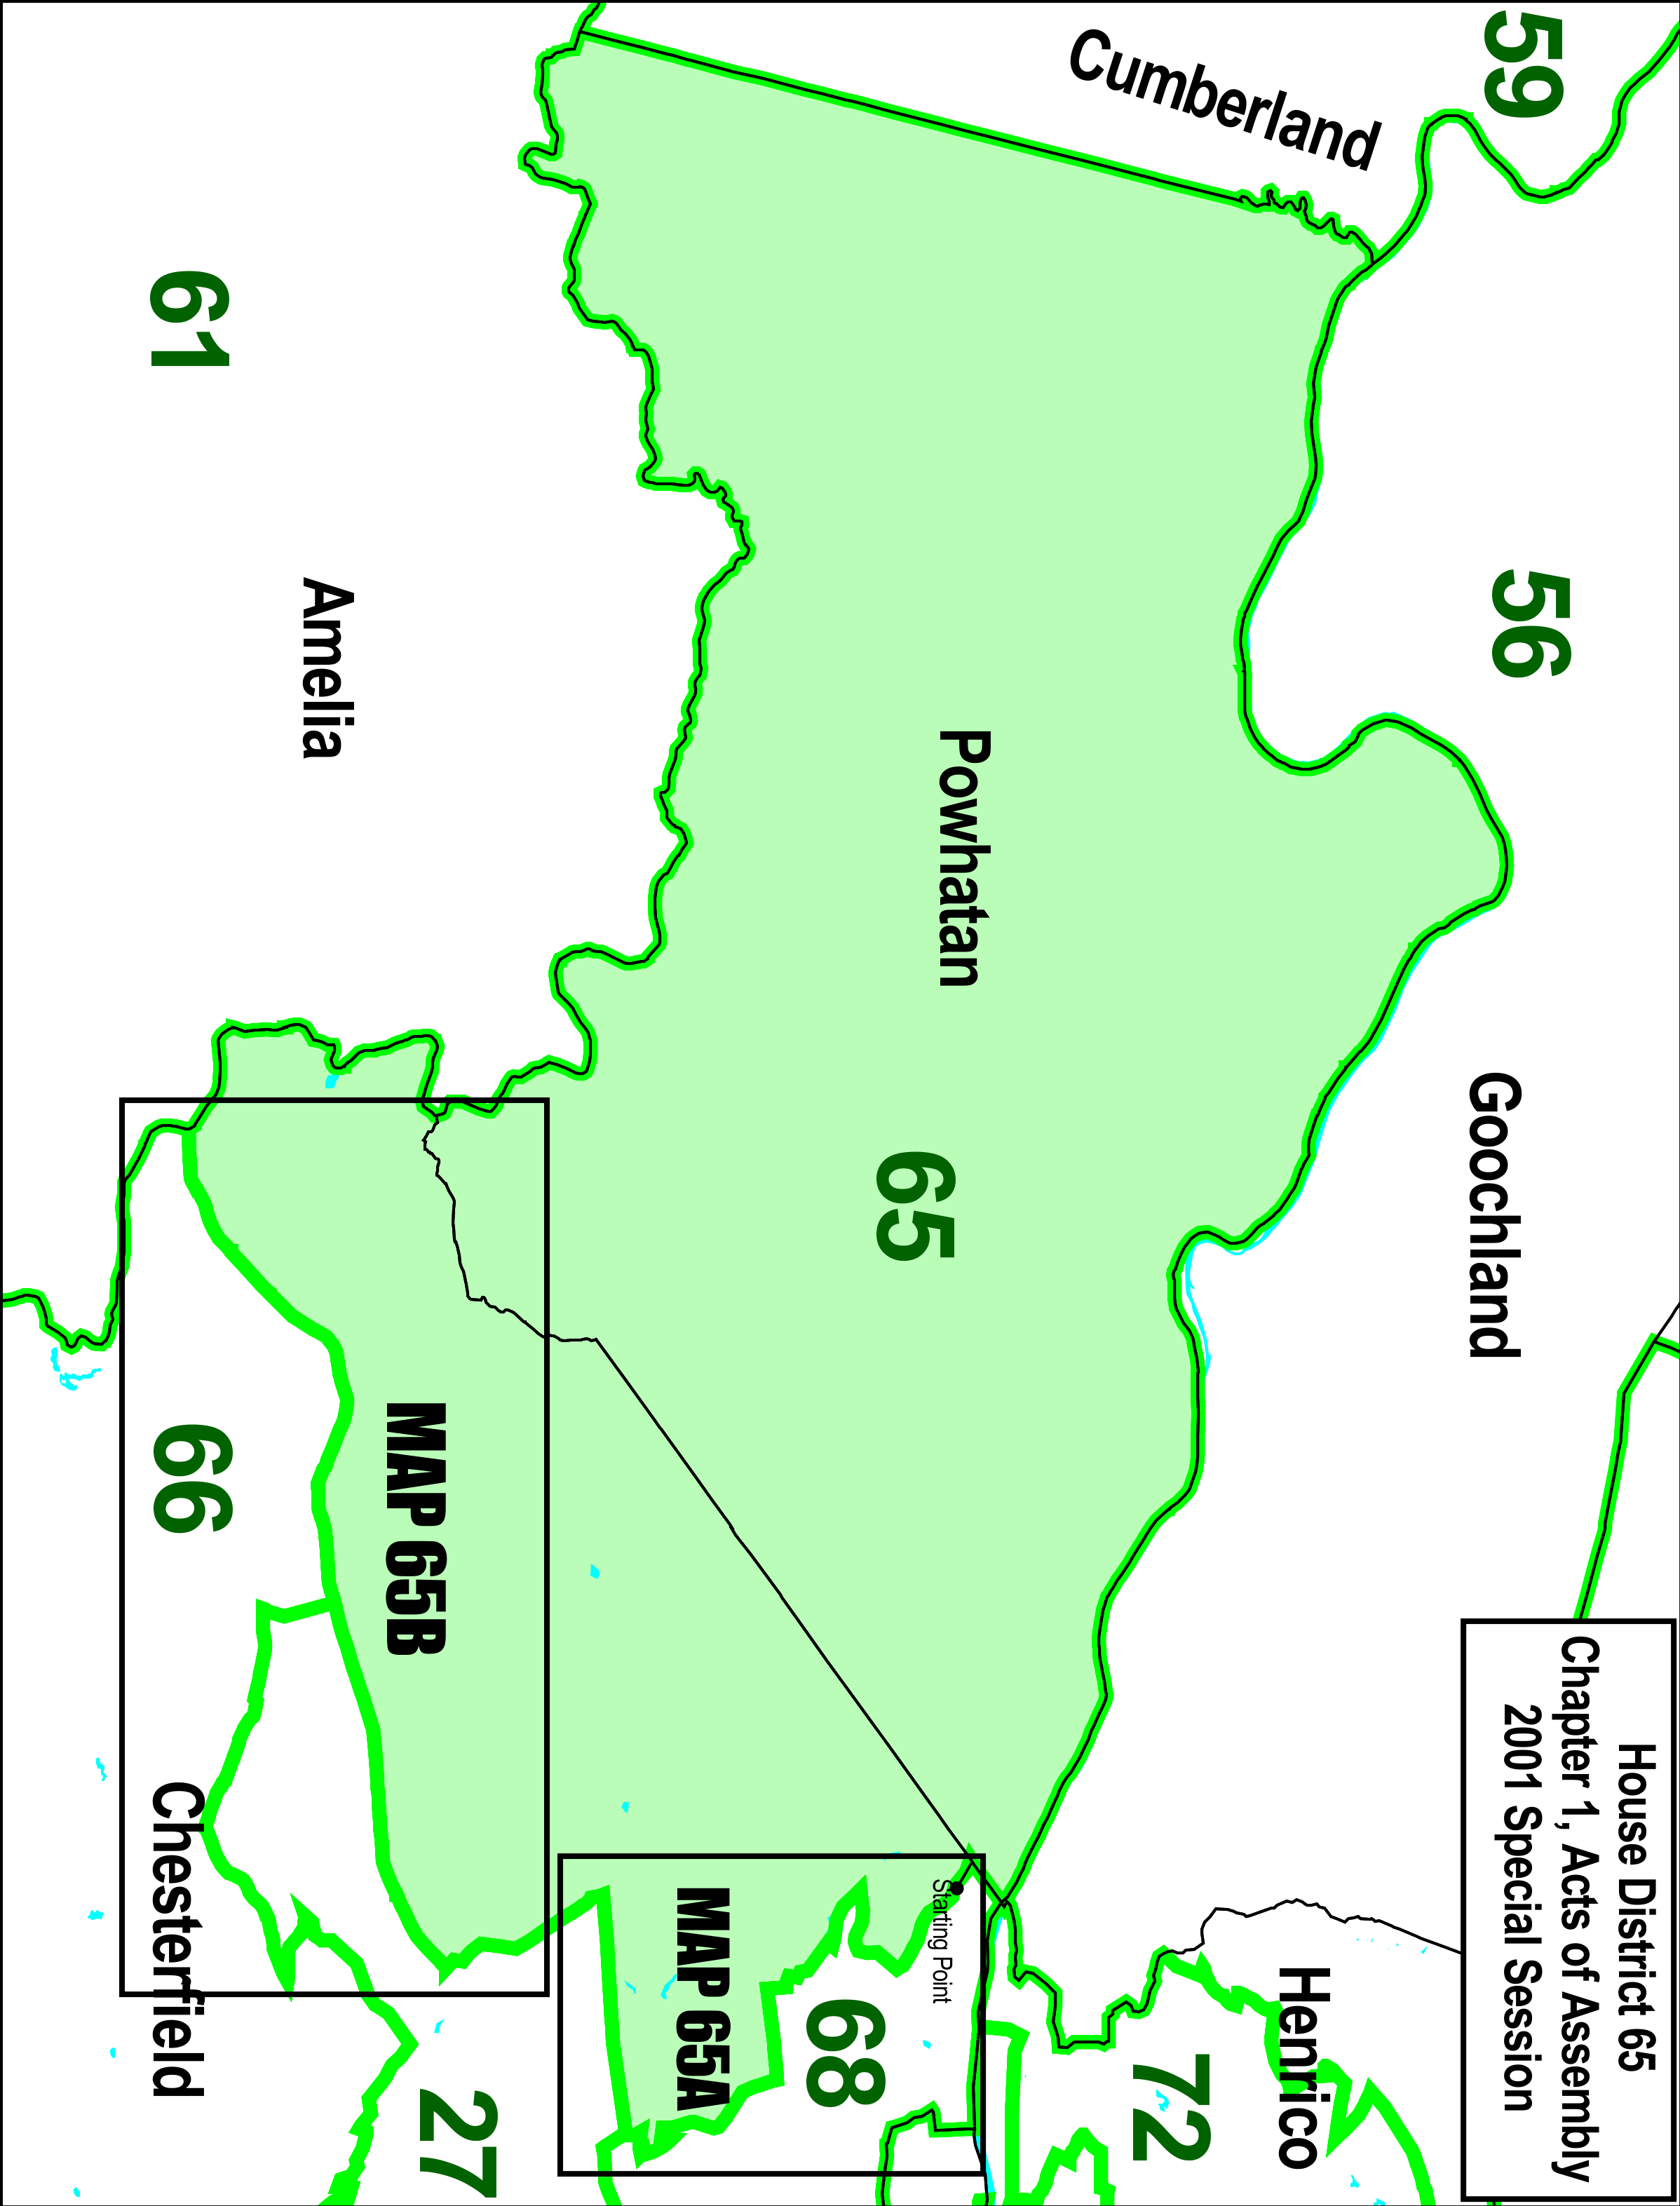 House District 65
Chapter 1, Acts of Assembly
2001 Special Session
59
56
Cumberland
Goochland
Henrico
72
Powhatan
65
Starting Point
68
MAP 65A
Amelia
MAP 65B
27
61
66
Chesterfield